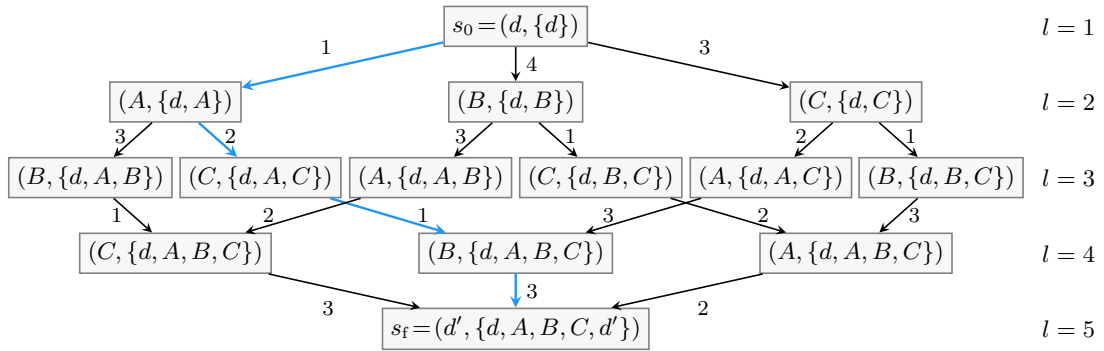 s₀=(d, {d}) l = 1
1 4 3
(A, {d, A}) (B, {d, B}) (C, {d, C}) l = 2
3 2 3 1 2 1
(B, {d, A, B}) (C, {d, A, C}) (A, {d, A, B}) (C, {d, B, C}) (A, {d, A, C}) (B, {d, B, C}) l = 3
1 2 1 3 2 3
(C, {d, A, B, C}) (B, {d, A, B, C}) (A, {d, A, B, C}) l = 4
3 3 2
s_f=(d′, {d, A, B, C, d′}) l = 5